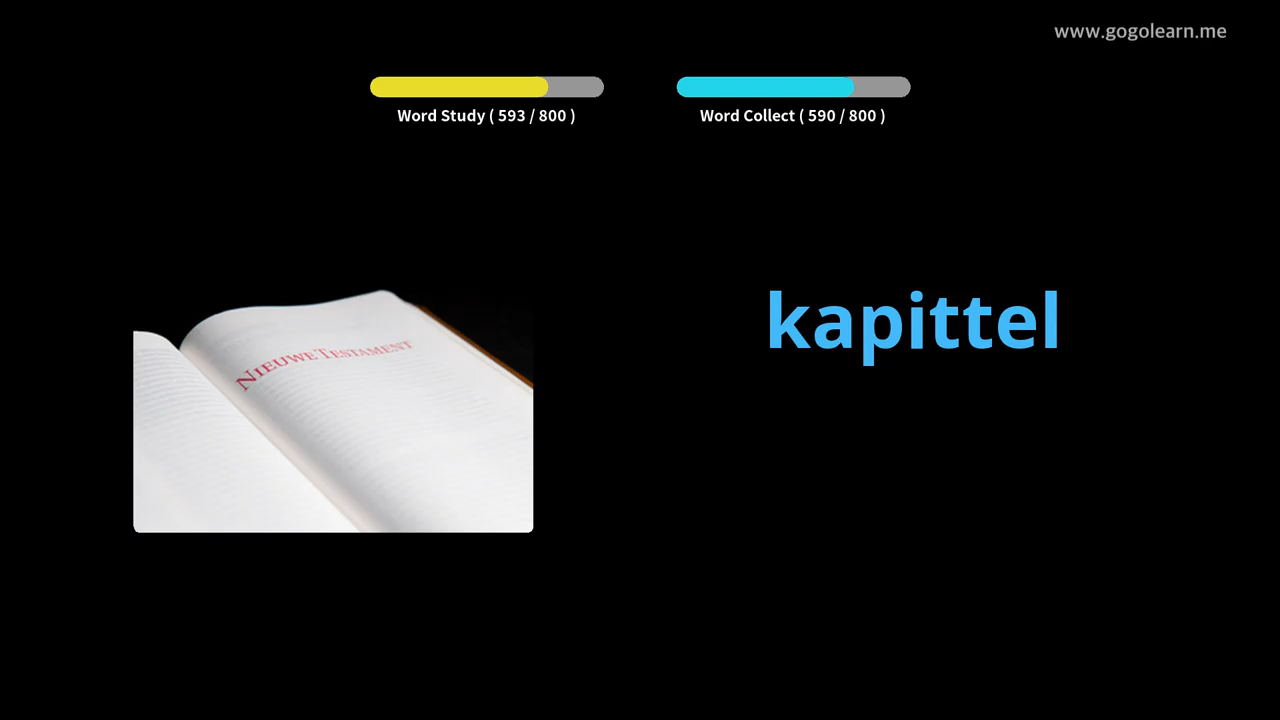 www.gogolearn.me
Word Study ( 593 / 800 )
Word Collect ( 590 / 800 )
NIEUWE TESTAMENT
kapittel